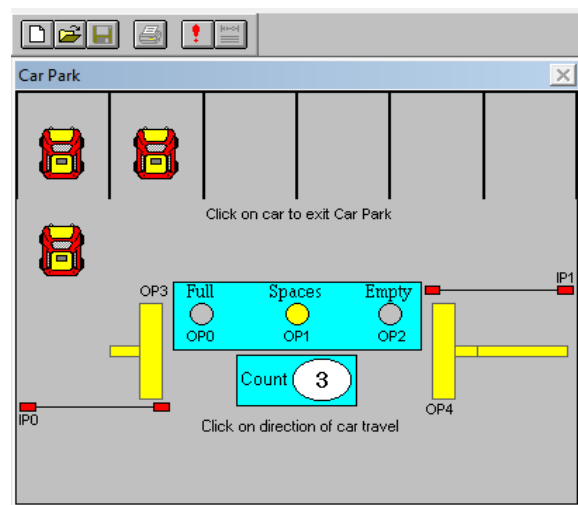 Car Park
Click on car to exit Car Park
IP1
OP3
Full Spaces Empty
OP0 OP1 OP2
Count 3
OP4
IP0
Click on direction of car travel